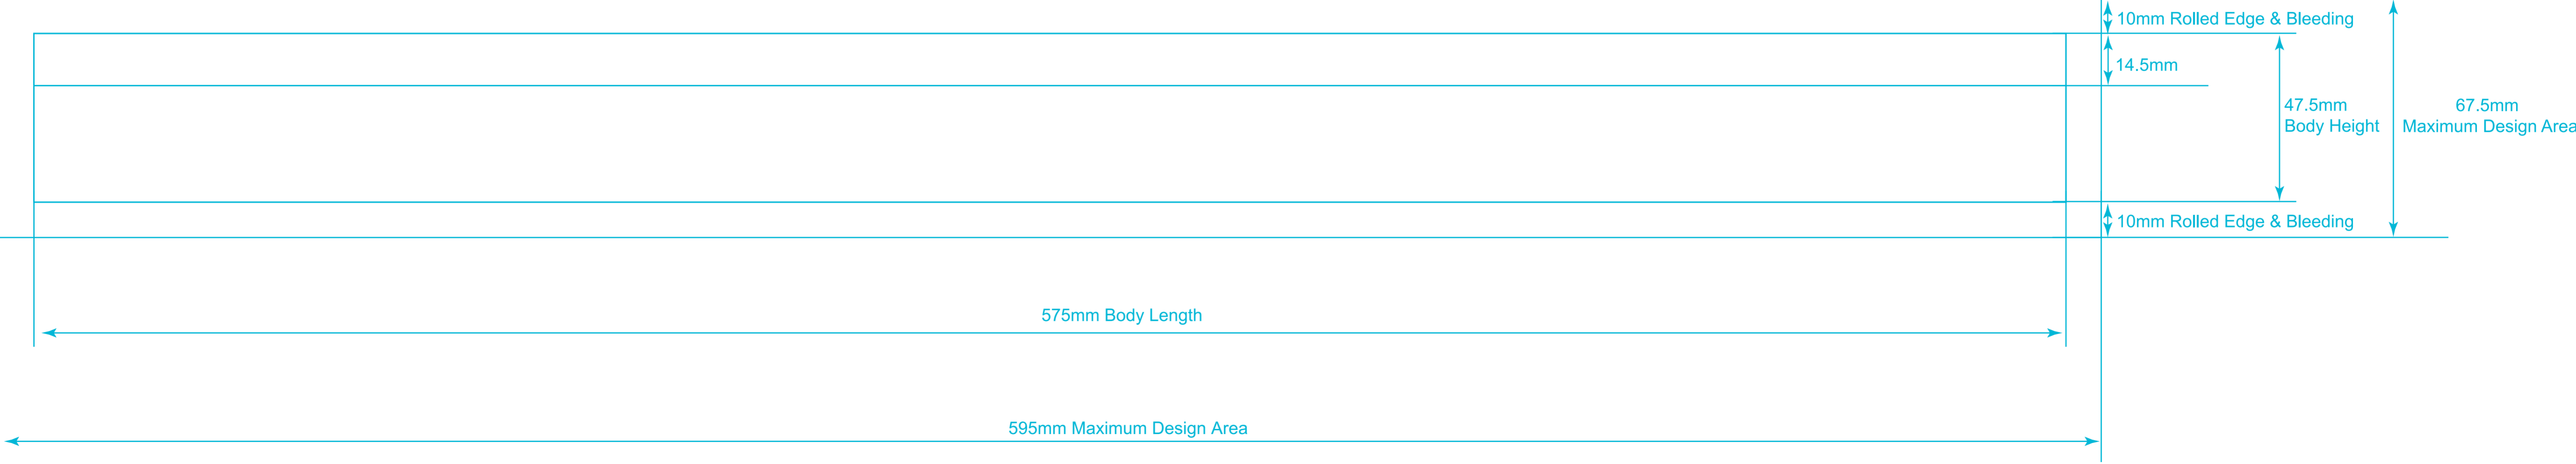 10mm Rolled Edge & Bleeding
14.5mm
47.5mm
Body Height
67.5mm
Maximum Design Area
10mm Rolled Edge & Bleeding
575mm Body Length
595mm Maximum Design Area